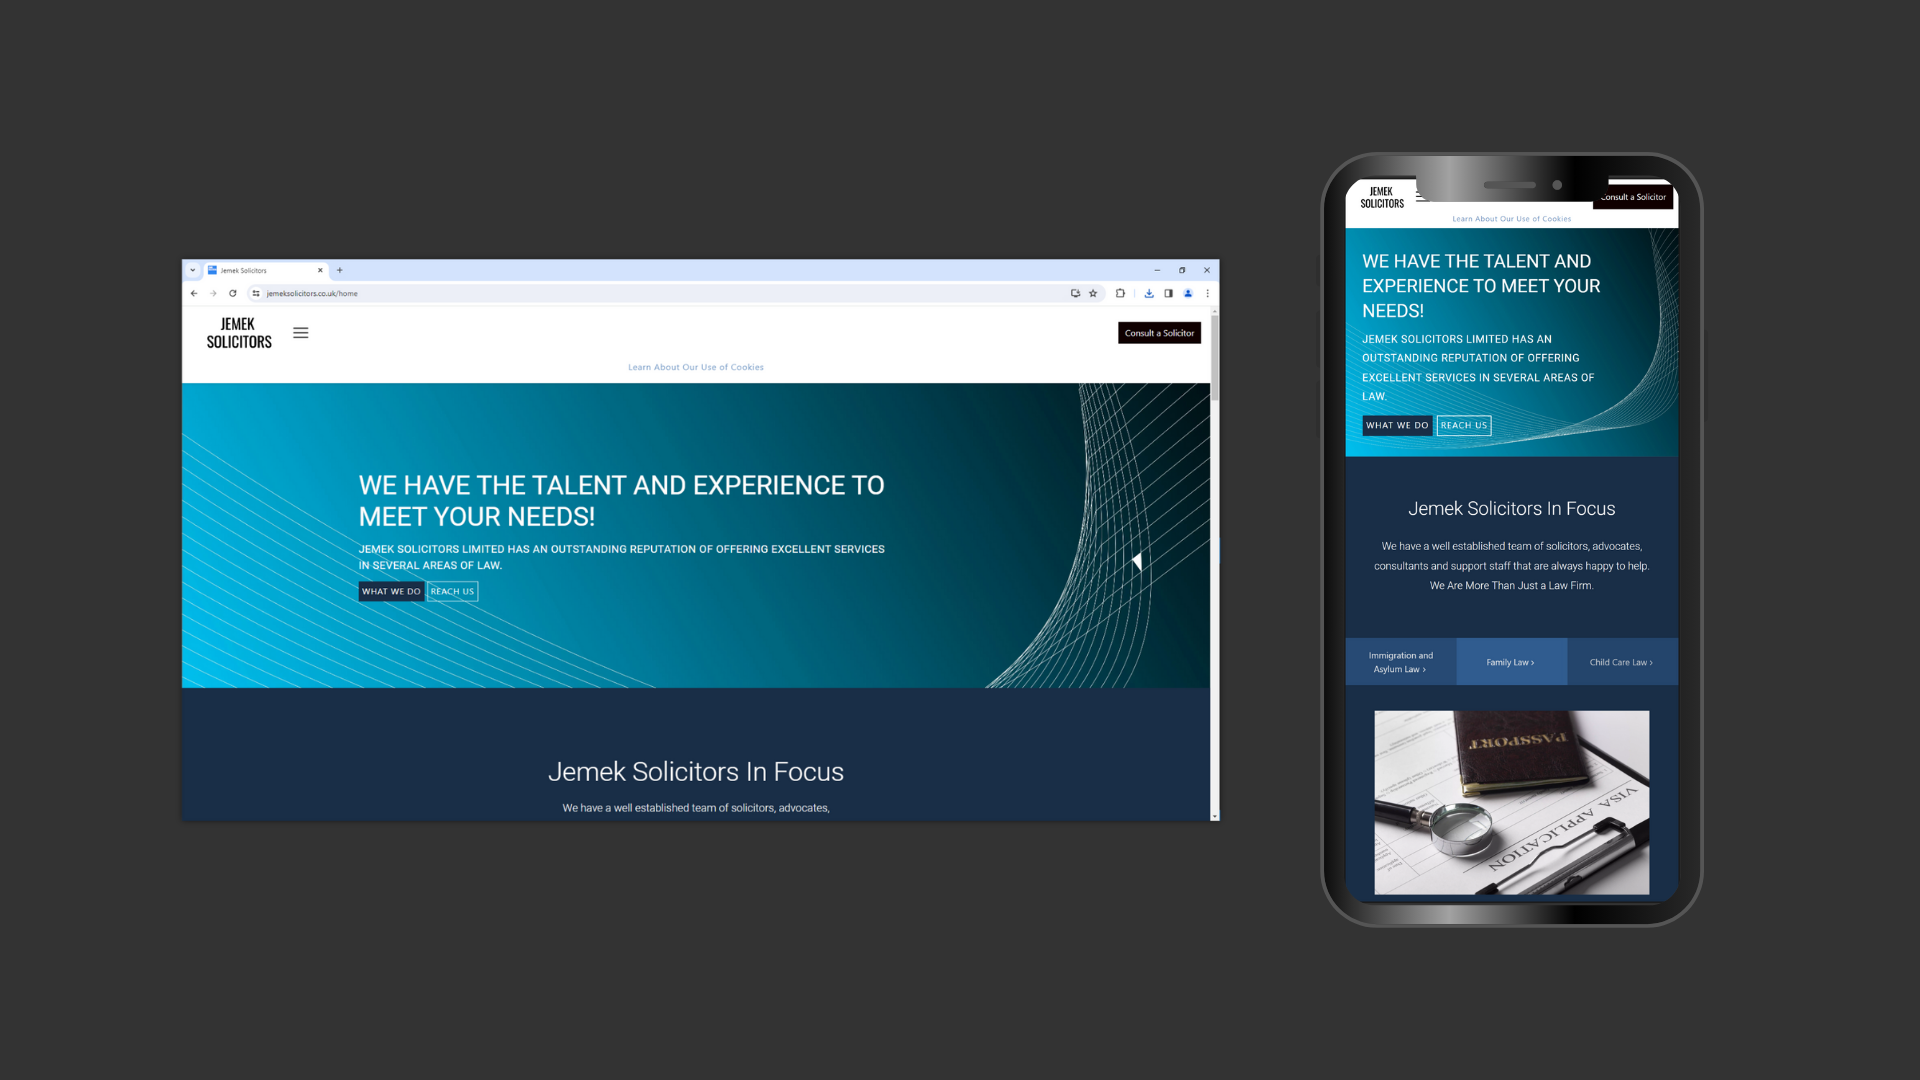 Jemek Solicitors
jemeksolicitors.co.uk/home
JEMEK
SOLICITORS
Consult a Solicitor
Learn About Our Use of Cookies
WE HAVE THE TALENT AND EXPERIENCE TO
MEET YOUR NEEDS!
JEMEK SOLICITORS LIMITED HAS AN OUTSTANDING REPUTATION OF OFFERING EXCELLENT SERVICES
IN SEVERAL AREAS OF LAW.
WHAT WE DO
REACH US
Jemek Solicitors In Focus
We have a well established team of solicitors, advocates,
JEMEK
SOLICITORS
Consult a Solicitor
Learn About Our Use of Cookies
WE HAVE THE TALENT AND
EXPERIENCE TO MEET YOUR
NEEDS!
JEMEK SOLICITORS LIMITED HAS AN
OUTSTANDING REPUTATION OF OFFERING
EXCELLENT SERVICES IN SEVERAL AREAS OF
LAW.
WHAT WE DO
REACH US
Jemek Solicitors In Focus
We have a well established team of solicitors, advocates,
consultants and support staff that are always happy to help.
We Are More Than Just a Law Firm.
Immigration and
Asylum Law ›
Family Law ›
Child Care Law ›
PASSPORT
VISA APPLICATION